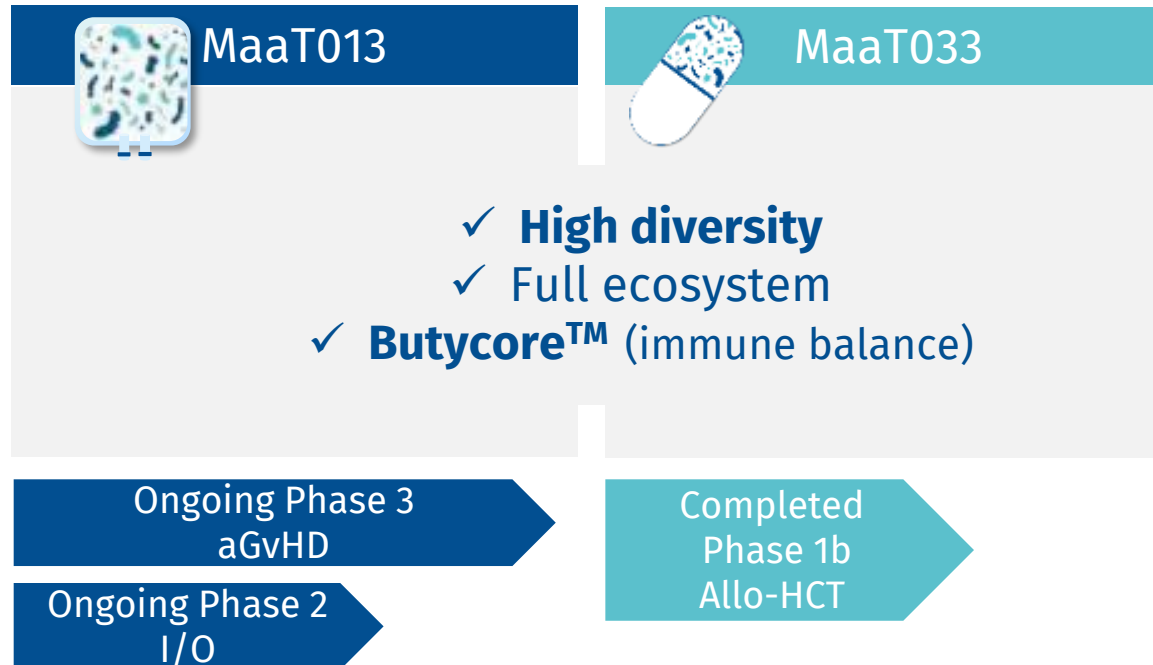 MaaT013
MaaT033
✓ High diversity
✓ Full ecosystem
✓ Butycore™ (immune balance)
Ongoing Phase 3
aGvHD
Ongoing Phase 2
I/O
Completed
Phase 1b
Allo-HCT